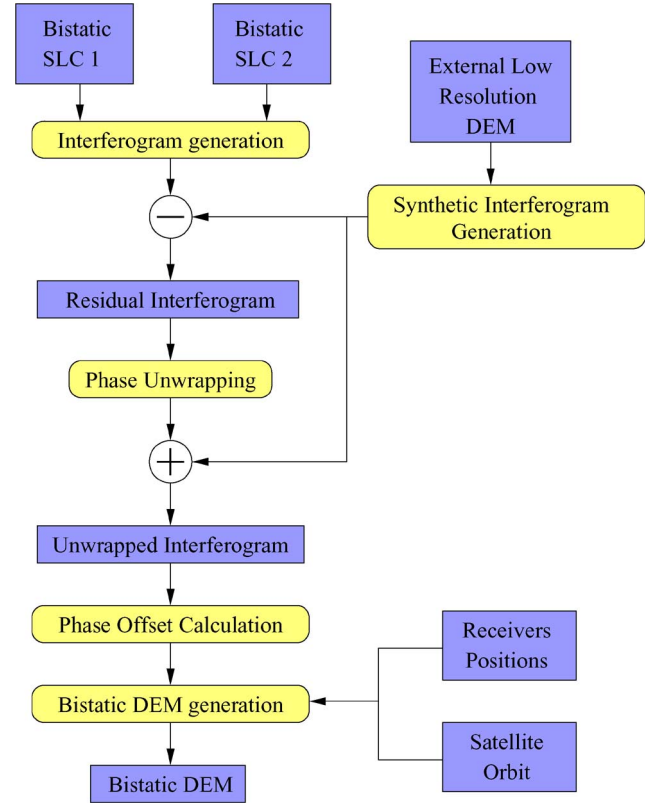 Bistatic
SLC 1
Bistatic
SLC 2
External Low
Resolution
DEM
Interferogram generation
Synthetic Interferogram
Generation
−
Residual Interferogram
Phase Unwrapping
+
Unwrapped Interferogram
Phase Offset Calculation
Receivers
Positions
Bistatic DEM generation
Satellite
Orbit
Bistatic DEM